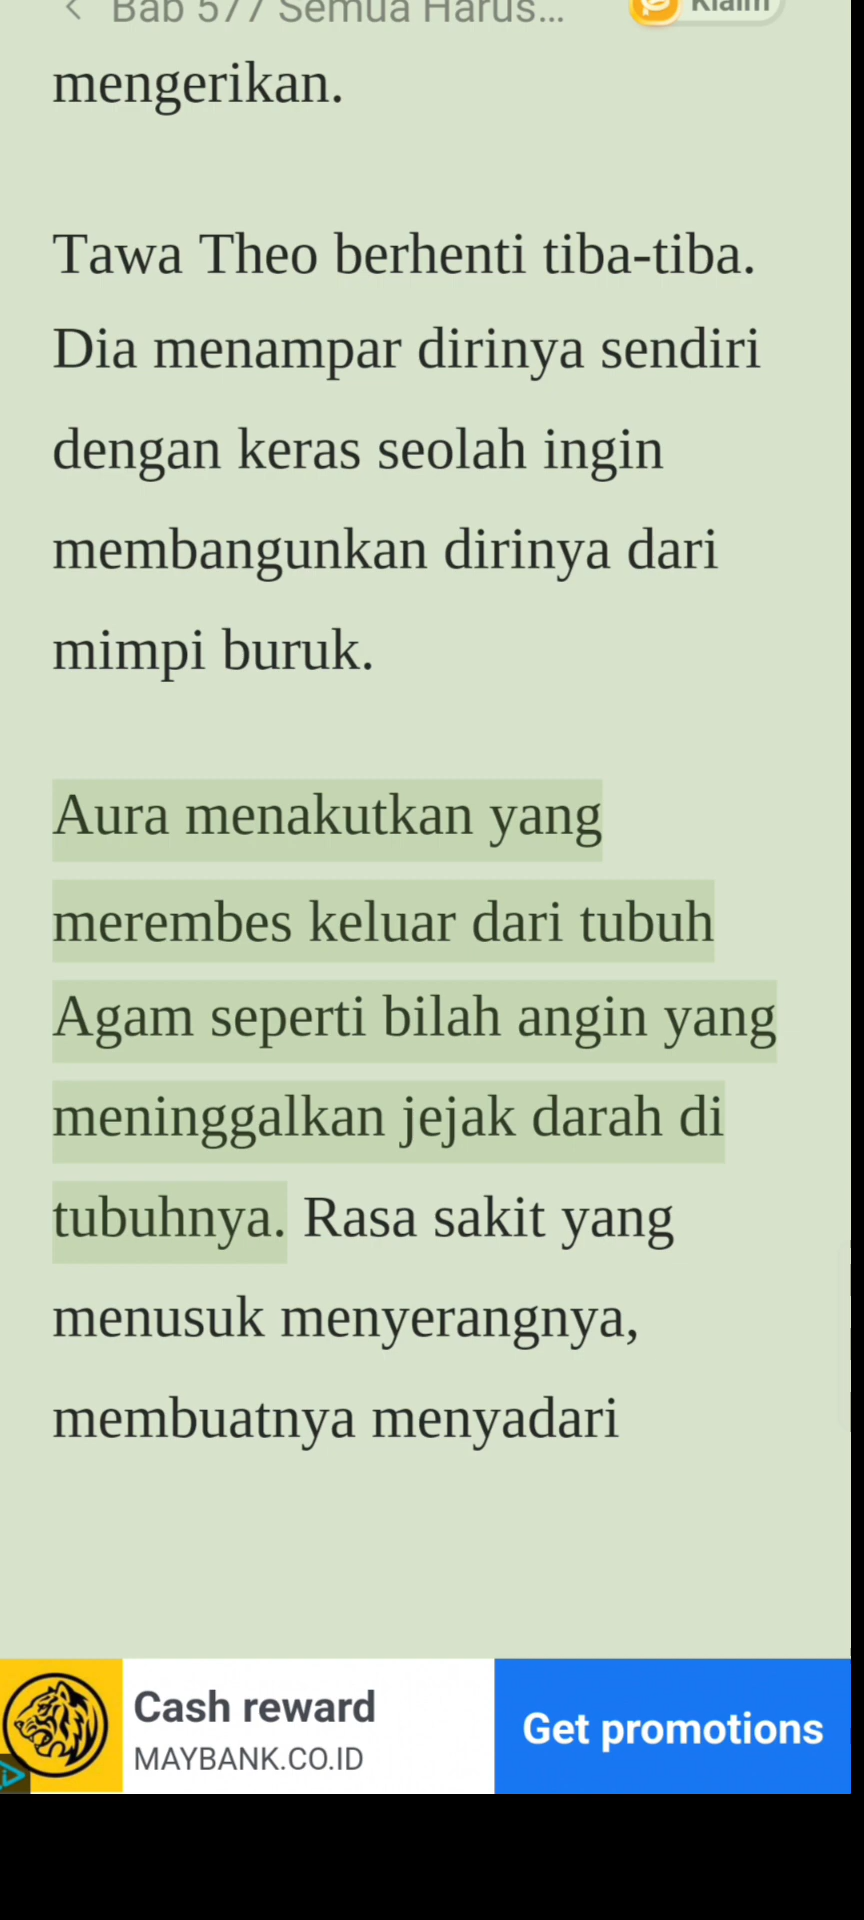 Bab 577 Semua Harus...
Klaim
mengerikan.
Tawa Theo berhenti tiba-tiba.
Dia menampar dirinya sendiri
dengan keras seolah ingin
membangunkan dirinya dari
mimpi buruk.
Aura menakutkan yang
merembes keluar dari tubuh
Agam seperti bilah angin yang
meninggalkan jejak darah di
tubuhnya. Rasa sakit yang
menusuk menyerangnya,
membuatnya menyadari
Cash reward
MAYBANK.CO.ID
Get promotions